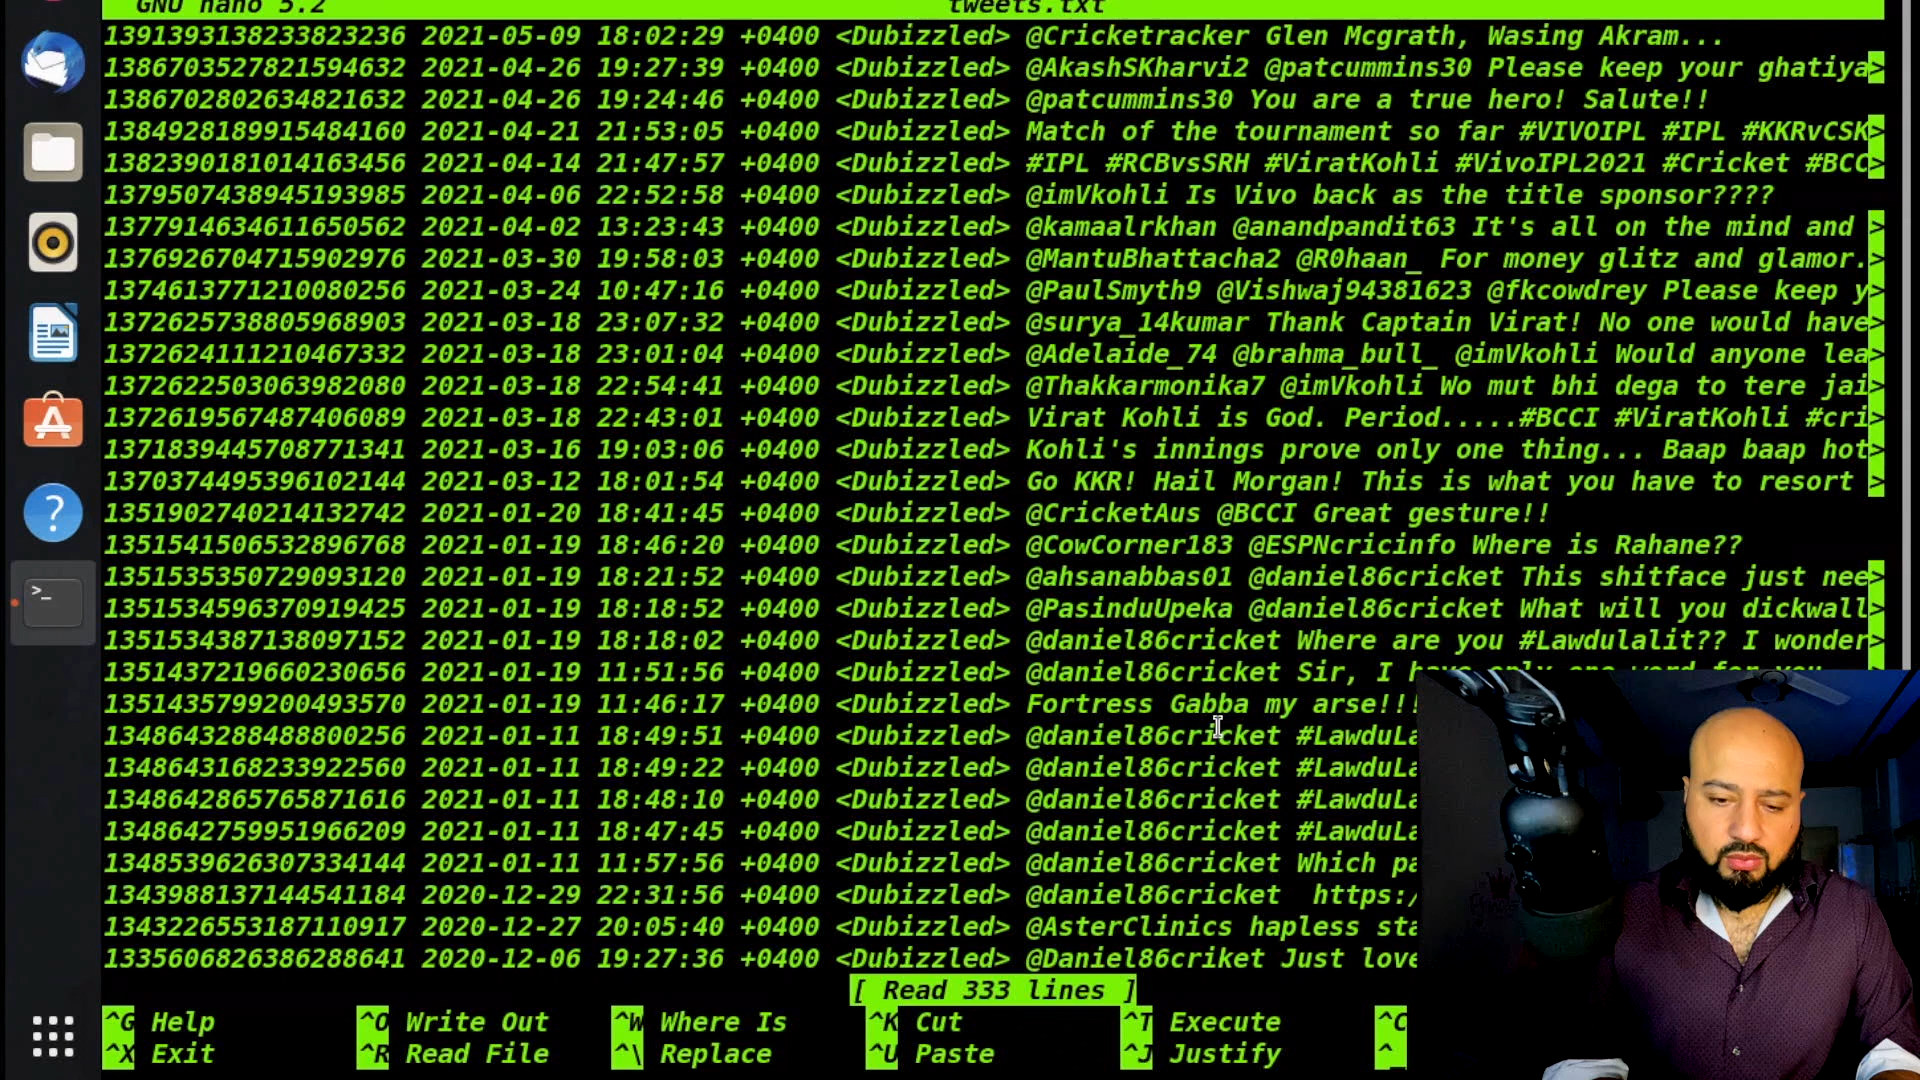 GNU nano 5.2 tweets.txt
1391393138233823236 2021-05-09 18:02:29 +0400 <Dubizzled> @Cricketracker Glen Mcgrath, Wasing Akram...
1386703527821594632 2021-04-26 19:27:39 +0400 <Dubizzled> @AkashSKharvi2 @patcummins30 Please keep your ghatiya>
1386702802634821632 2021-04-26 19:24:46 +0400 <Dubizzled> @patcummins30 You are a true hero! Salute!!
1384928189915484160 2021-04-21 21:53:05 +0400 <Dubizzled> Match of the tournament so far #VIVOIPL #IPL #KKRvCSK>
1382390181014163456 2021-04-14 21:47:57 +0400 <Dubizzled> #IPL #RCBvsSRH #ViratKohli #VivoIPL2021 #Cricket #BCC>
1379507438945193985 2021-04-06 22:52:58 +0400 <Dubizzled> @imVkohli Is Vivo back as the title sponsor????
1377914634611650562 2021-04-02 13:23:43 +0400 <Dubizzled> @kamaalrkhan @anandpandit63 It's all on the mind and >
1376926704715902976 2021-03-30 19:58:03 +0400 <Dubizzled> @MantuBhattacha2 @R0haan_ For money glitz and glamor.>
1374613771210080256 2021-03-24 10:47:16 +0400 <Dubizzled> @PaulSmyth9 @Vishwaj94381623 @fkcowdrey Please keep y>
1372625738805968903 2021-03-18 23:07:32 +0400 <Dubizzled> @surya_14kumar Thank Captain Virat! No one would have>
1372624111210467332 2021-03-18 23:01:04 +0400 <Dubizzled> @Adelaide_74 @brahma_bull_ @imVkohli Would anyone lea>
1372622503063982080 2021-03-18 22:54:41 +0400 <Dubizzled> @Thakkarmonika7 @imVkohli Wo mut bhi dega to tere jai>
1372619567487406089 2021-03-18 22:43:01 +0400 <Dubizzled> Virat Kohli is God. Period.....#BCCI #ViratKohli #cri>
1371839445708771341 2021-03-16 19:03:06 +0400 <Dubizzled> Kohli's innings prove only one thing... Baap baap hot>
1370374495396102144 2021-03-12 18:01:54 +0400 <Dubizzled> Go KKR! Hail Morgan! This is what you have to resort >
1351902740214132742 2021-01-20 18:41:45 +0400 <Dubizzled> @CricketAus @BCCI Great gesture!!
1351541506532896768 2021-01-19 18:46:20 +0400 <Dubizzled> @CowCorner183 @ESPNcricinfo Where is Rahane??
1351535350729093120 2021-01-19 18:21:52 +0400 <Dubizzled> @ahsanabbas01 @daniel86cricket This shitface just nee>
1351534596370919425 2021-01-19 18:18:52 +0400 <Dubizzled> @PasinduUpeka @daniel86cricket What will you dickwall>
1351534387138097152 2021-01-19 18:18:02 +0400 <Dubizzled> @daniel86cricket Where are you #Lawdulalit?? I wonder>
1351437219660230656 2021-01-19 11:51:56 +0400 <Dubizzled> @daniel86cricket Sir, I have only one word for you
1351435799200493570 2021-01-19 11:46:17 +0400 <Dubizzled> Fortress Gabba my arse!!!
1348643288488800256 2021-01-11 18:49:51 +0400 <Dubizzled> @daniel86cricket #LawduLa
1348643168233922560 2021-01-11 18:49:22 +0400 <Dubizzled> @daniel86cricket #LawduLa
1348642865765871616 2021-01-11 18:48:10 +0400 <Dubizzled> @daniel86cricket #LawduLa
1348642759951966209 2021-01-11 18:47:45 +0400 <Dubizzled> @daniel86cricket #LawduLa
1348539626307334144 2021-01-11 11:57:56 +0400 <Dubizzled> @daniel86cricket Which pa
1343988137144541184 2020-12-29 22:31:56 +0400 <Dubizzled> @daniel86cricket https:/
1343226553187110917 2020-12-27 20:05:40 +0400 <Dubizzled> @AsterClinics hapless sta
1335606826386288641 2020-12-06 19:27:36 +0400 <Dubizzled> @Daniel86criket Just love
[ Read 333 lines ]
^G Help ^O Write Out ^W Where Is ^K Cut ^T Execute ^C
^X Exit ^R Read File ^\ Replace ^U Paste ^J Justify ^_